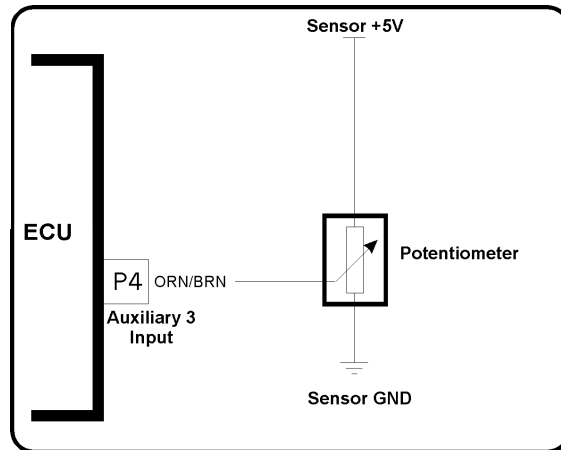 Sensor +5V
ECU
Potentiometer
P4 ORN/BRN
Auxiliary 3
Input
Sensor GND